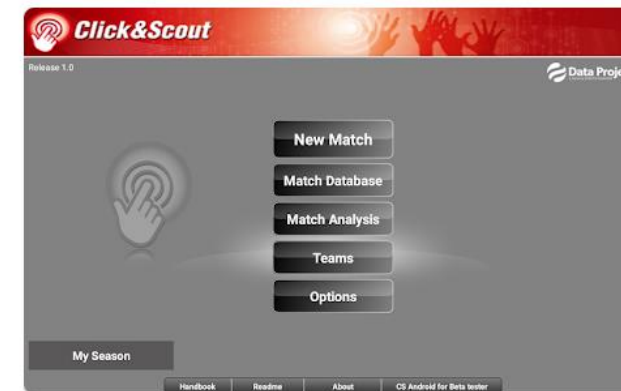 Click&Scout
Release 1.0
Data Proje
New Match
Match Database
Match Analysis
Teams
Options
My Season
Handbook
Readme
About
CS Android for Beta tester